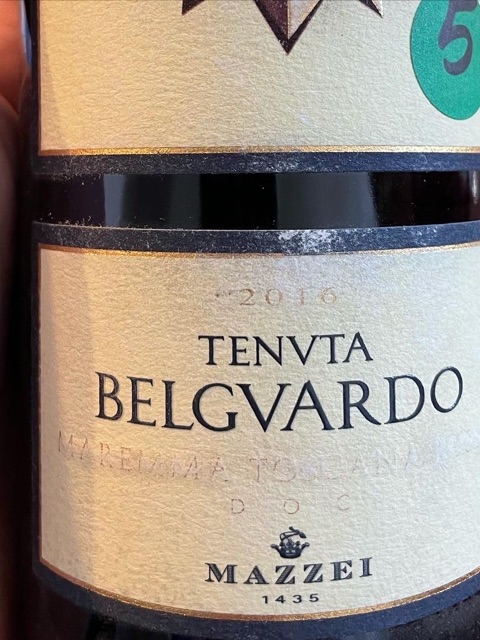 5
2016
TENVTA
BELGVARDO
MAREMMA TOSCANA
DOC
MAZZEI
1435